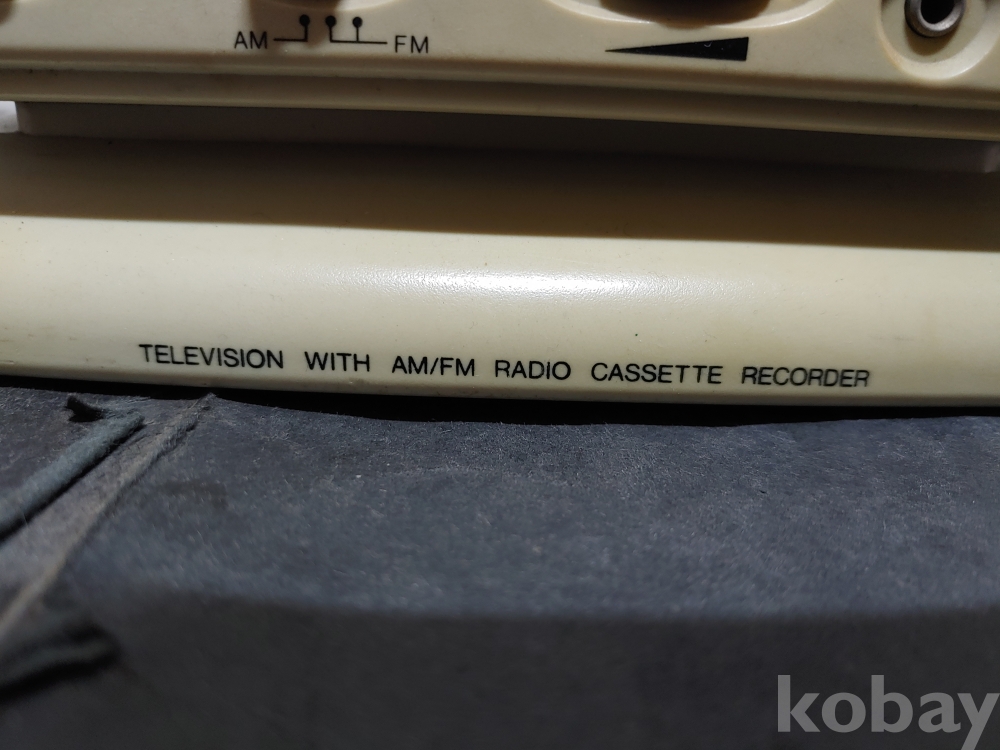 AM FM
TELEVISION WITH AM/FM RADIO CASSETTE RECORDER
kobay